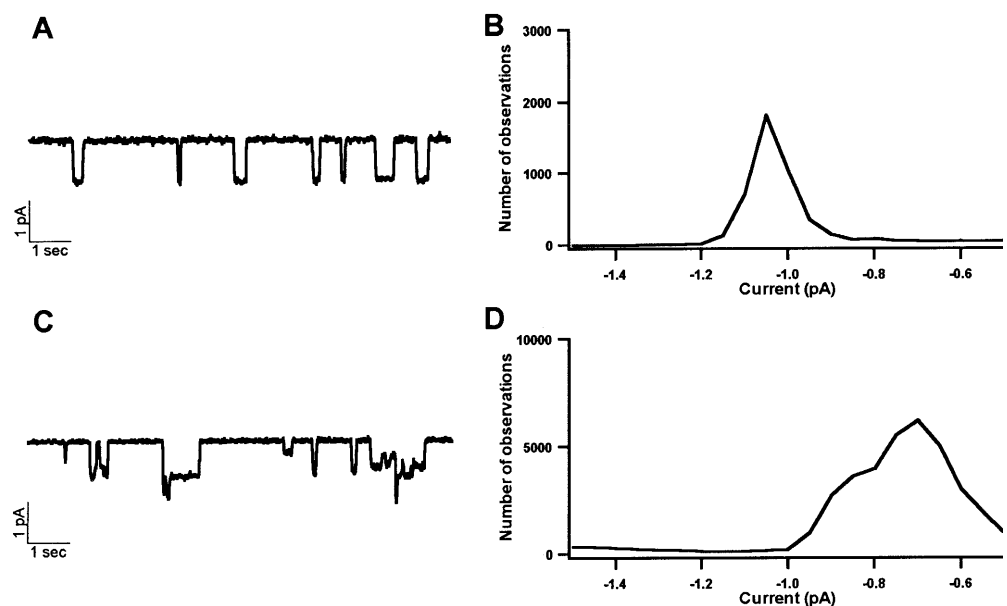 A
1 pA
1 sec
B
Number of observations
3000
2000
1000
0
-1.4 -1.2 -1.0 -0.8 -0.6
Current (pA)
C
1 pA
1 sec
D
Number of observations
10000
5000
0
-1.4 -1.2 -1.0 -0.8 -0.6
Current (pA)